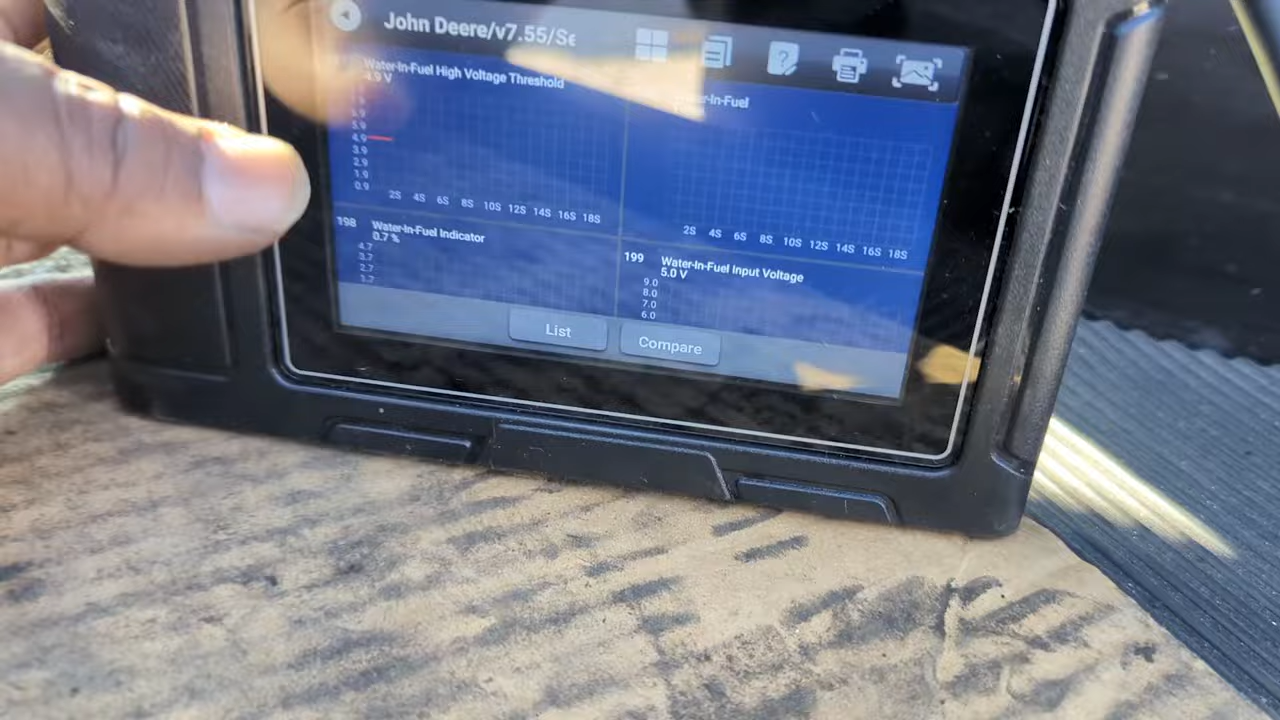 John Deere/v7.55/Se
Water-In-Fuel High Voltage Threshold
4.9 V
5.9
4.9
3.9
2.9
1.9
0.9
2S 4S 6S 8S 10S 12S 14S 16S 18S
-In-Fuel
2S 4S 6S 8S 10S 12S 14S 16S 18S
198 Water-In-Fuel Indicator
0.7 %
4.7
3.7
2.7
1.7
199 Water-In-Fuel Input Voltage
5.0 V
9.0
8.0
7.0
6.0
List
Compare